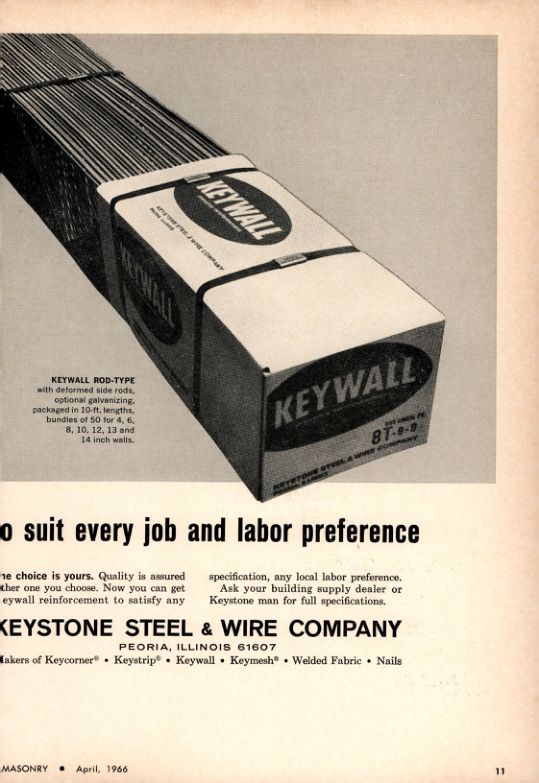 KEYWALL
KEYSTONE STEEL & WIRE COMPANY
KEYWALL
KEYWALL
8T-9-9
KEYSTONE STEEL & WIRE COMPANY
KEYWALL ROD-TYPE
with deformed side rods,
optional galvanizing,
packaged in 10-ft. lengths,
bundles of 50 for 4, 6,
8, 10, 12, 13 and
14 inch walls.
o suit every job and labor preference
he choice is yours. Quality is assured
ther one you choose. Now you can get
eywall reinforcement to satisfy any
specification, any local labor preference.
Ask your building supply dealer or
Keystone man for full specifications.
KEYSTONE STEEL & WIRE COMPANY
PEORIA, ILLINOIS 61607
akers of Keycorner® • Keystrip® • Keywall • Keymesh® • Welded Fabric • Nails
MASONRY • April, 1966
11